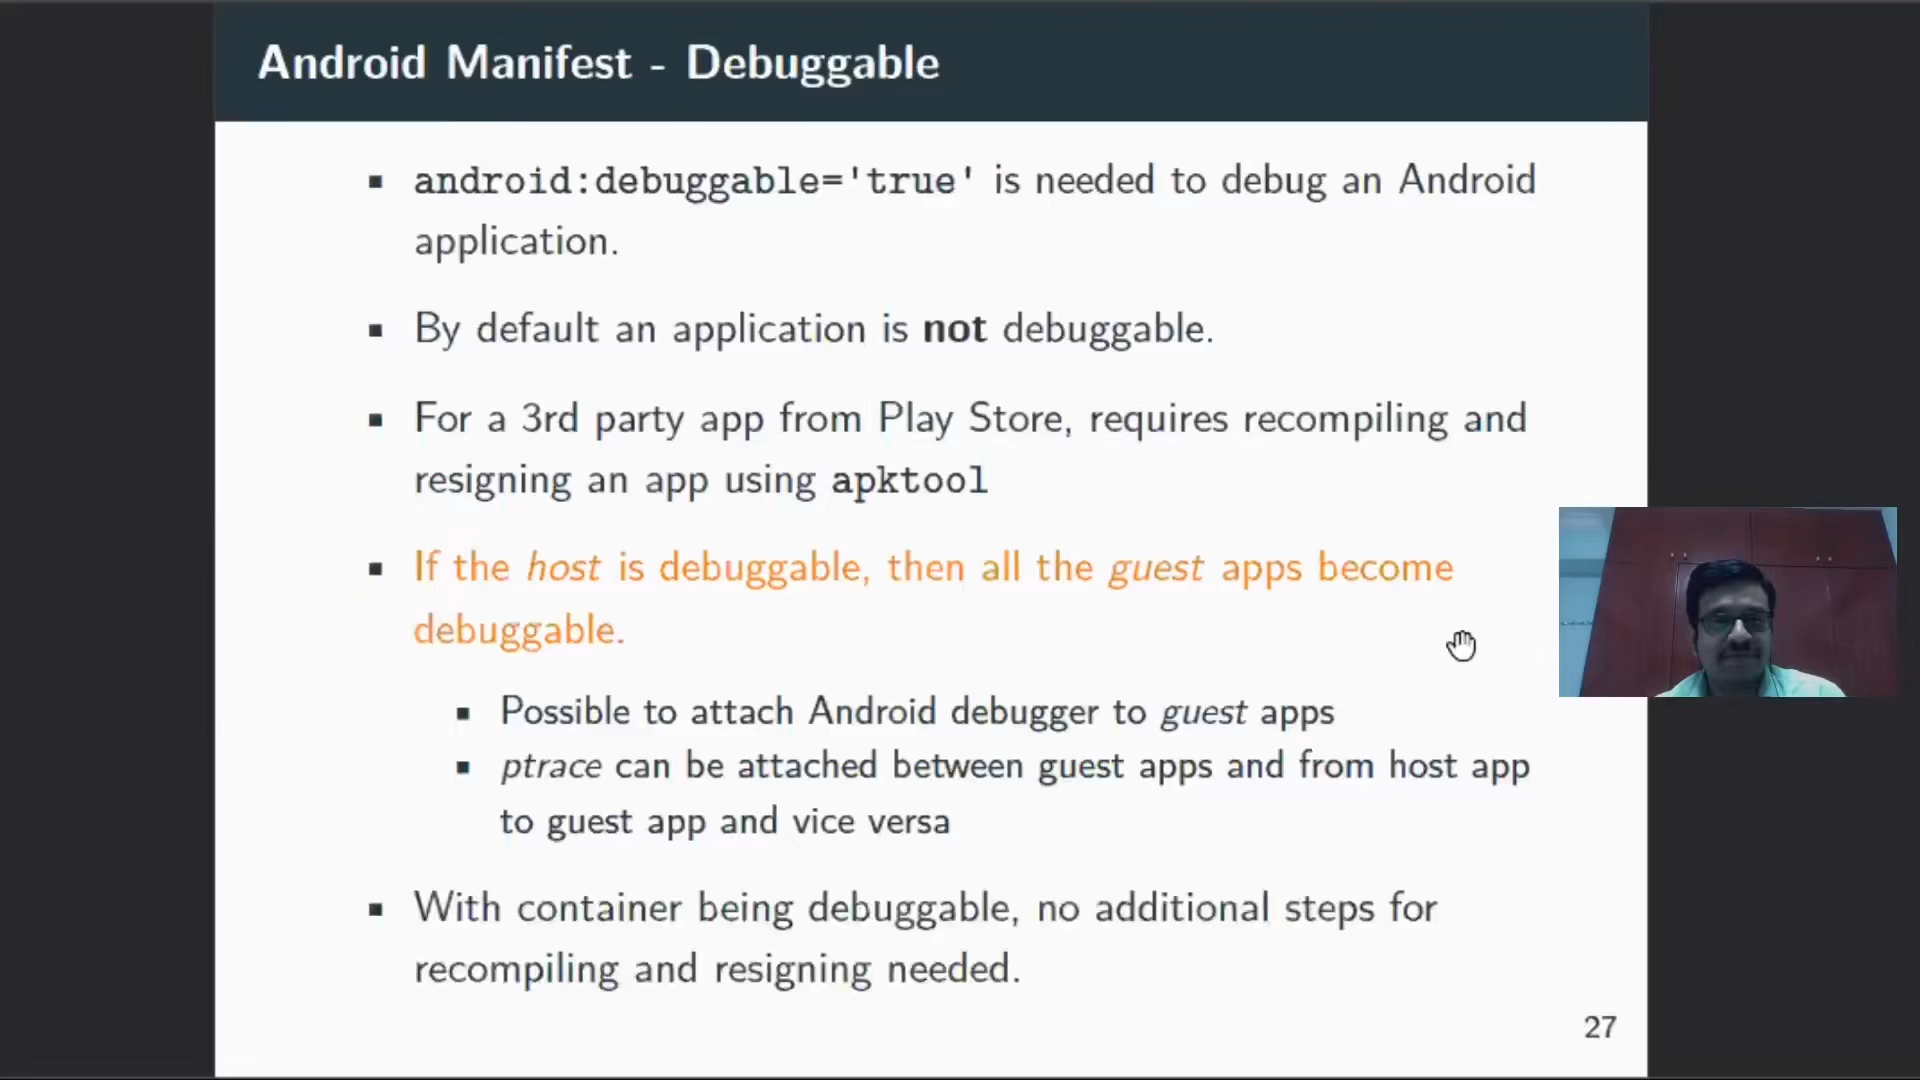 Android Manifest - Debuggable
android:debuggable='true' is needed to debug an Android
application.
By default an application is not debuggable.
For a 3rd party app from Play Store, requires recompiling and
resigning an app using apktool
If the host is debuggable, then all the guest apps become
debuggable.
Possible to attach Android debugger to guest apps
ptrace can be attached between guest apps and from host app
to guest app and vice versa
With container being debuggable, no additional steps for
recompiling and resigning needed.
27